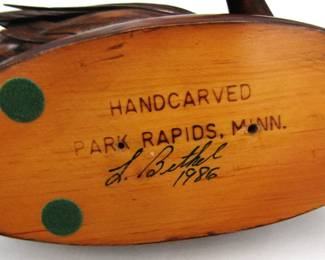 HANDCARVED
PARK RAPIDS, MINN.
L. Bethel
1986